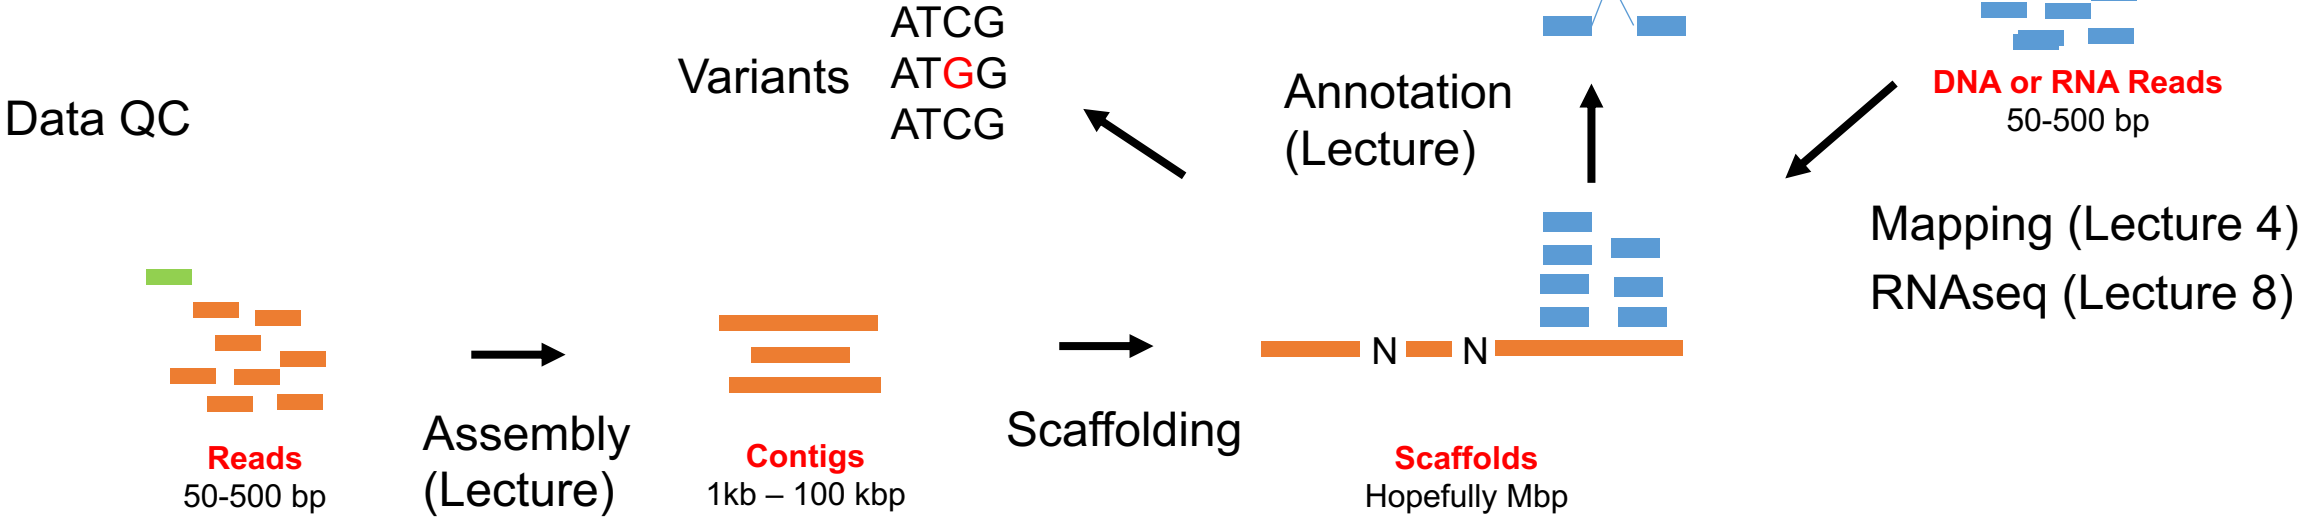 Data QC
Variants
ATCG
ATGG
ATCG
Annotation
(Lecture)
DNA or RNA Reads
50-500 bp
Mapping (Lecture 4)
RNAseq (Lecture 8)
Reads
50-500 bp
Assembly
(Lecture)
Contigs
1kb – 100 kbp
Scaffolding
N N
Scaffolds
Hopefully Mbp